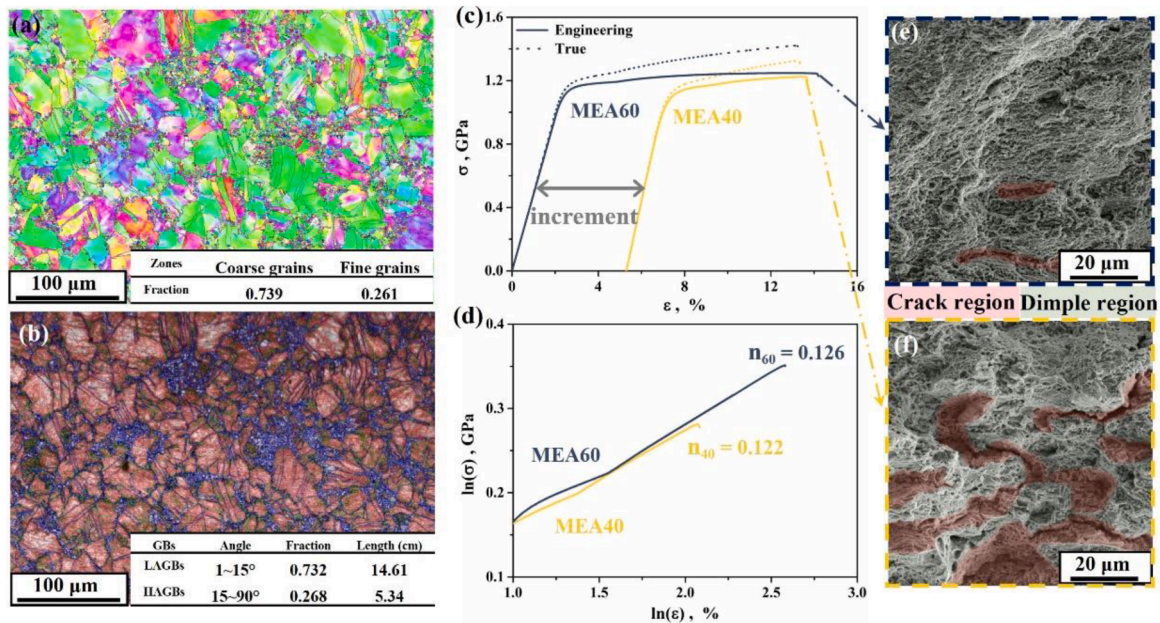 (a)
Zones Coarse grains Fine grains
Fraction 0.739 0.261
100 μm
(b)
GBs Angle Fraction Length (cm)
LAGBs 1~15° 0.732 14.61
HAGBs 15~90° 0.268 5.34
100 μm
(c)
Engineering
True
MEA60
MEA40
increment
σ , GPa
1.6
1.2
0.8
0.4
0.0
0 4 8 12 16
ε , %
(d)
n60 = 0.126
n40 = 0.122
MEA60
MEA40
ln(σ) , GPa
0.4
0.3
0.2
0.1
1.0 1.5 2.0 2.5 3.0
ln(ε) , %
(e)
20 μm
Crack region Dimple region
(f)
20 μm